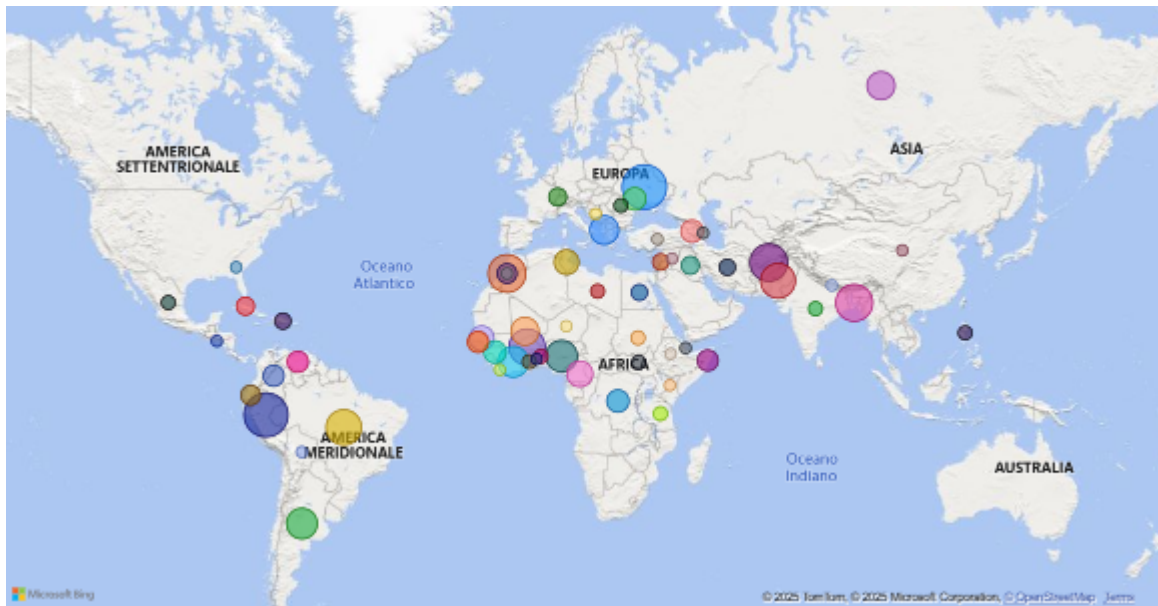 AMERICA
SETTENTRIONALE
EUROPA
ASIA
Oceano
Atlantico
AFRICA
AMERICA
MERIDIONALE
Oceano
Indiano
AUSTRALIA
Microsoft Bing
© 2025 TomTom, © 2025 Microsoft Corporation, © OpenStreetMap Terms